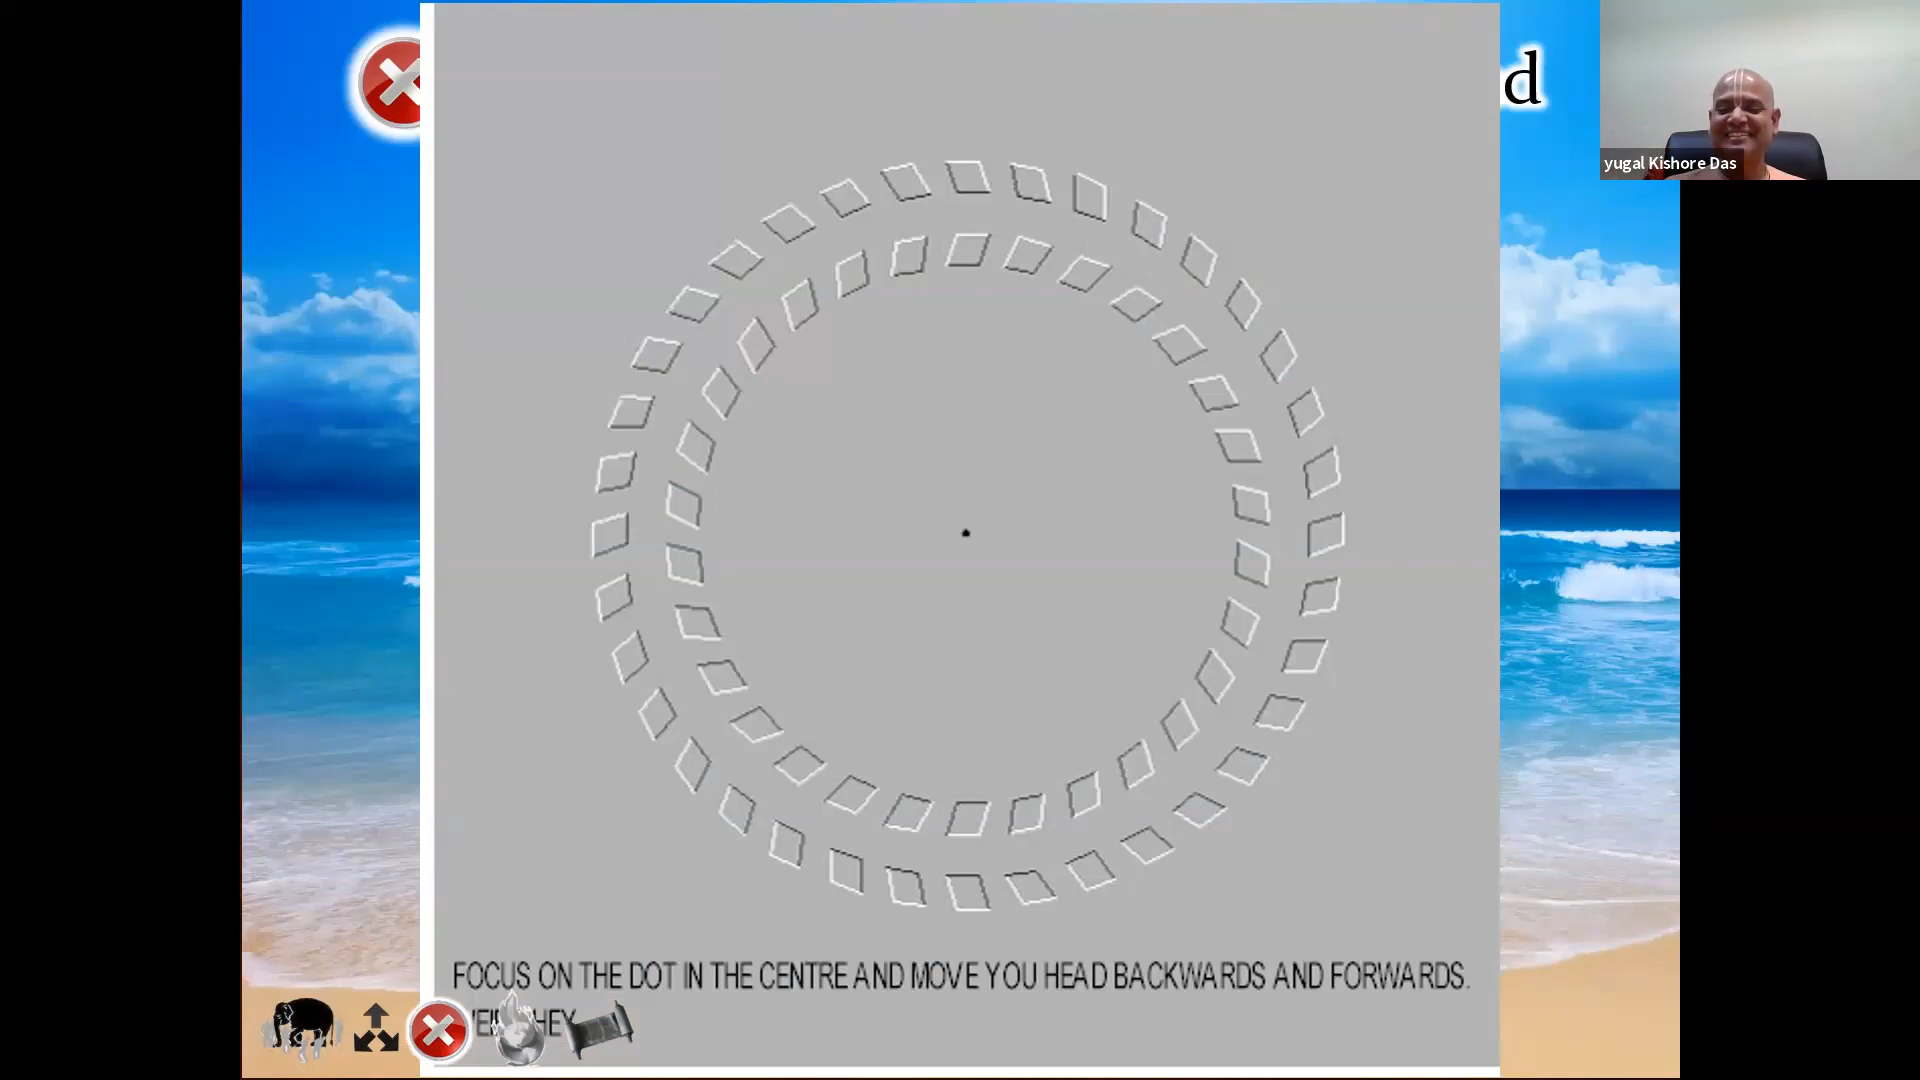 d
yugal Kishore Das
FOCUS ON THE DOT IN THE CENTRE AND MOVE YOU HEAD BACKWARDS AND FORWARDS.